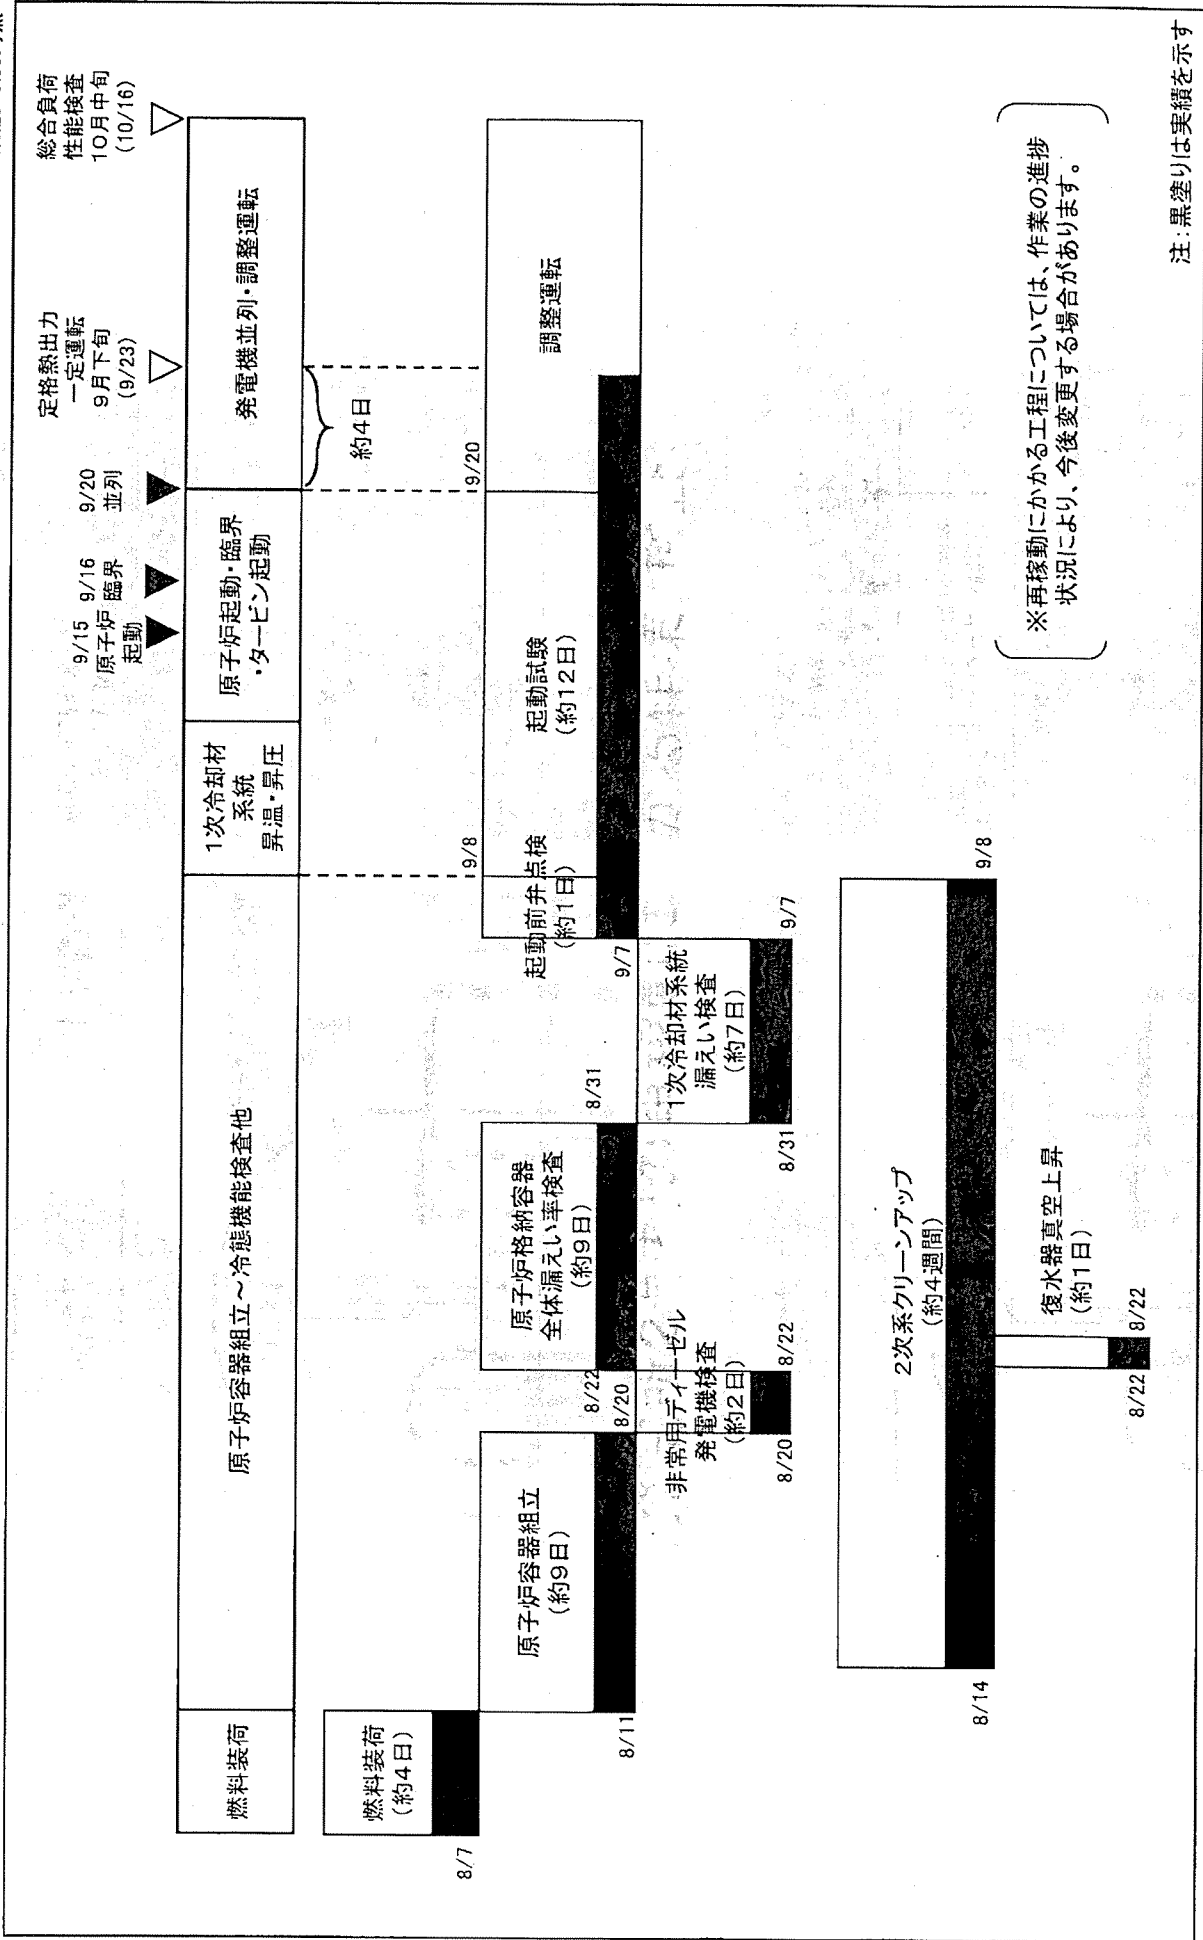 総合負荷
性能検査
10月中旬
(10/16)
定格熱出力
一定運転
9月下旬
(9/23)
9/20
並列
9/16
臨界
9/15
原子炉
起動
燃料装荷
原子炉容器組立～冷態機能検査他
1次冷却材
系統
昇温・昇圧
原子炉起動・臨界
・タービン起動
発電機並列・調整運転
約4日
燃料装荷
(約4日)
8/7
9/8
9/20
原子炉容器組立
(約9日)
8/11
8/20
8/22
原子炉格納容器
全体漏えい率検査
(約9日)
8/31
起動前弁点検
(約1日)
9/7
起動試験
(約12日)
調整運転
非常用ディーゼル
発電機検査
(約2日)
8/20
8/22
1次冷却材系統
漏えい検査
(約7日)
8/31
9/7
2次系クリーンアップ
(約4週間)
8/14
9/8
復水器真空上昇
(約1日)
8/22
8/22
※再稼動にかかる工程については、作業の進捗
状況により、今後変更する場合があります。
注：黒塗りは実績を示す